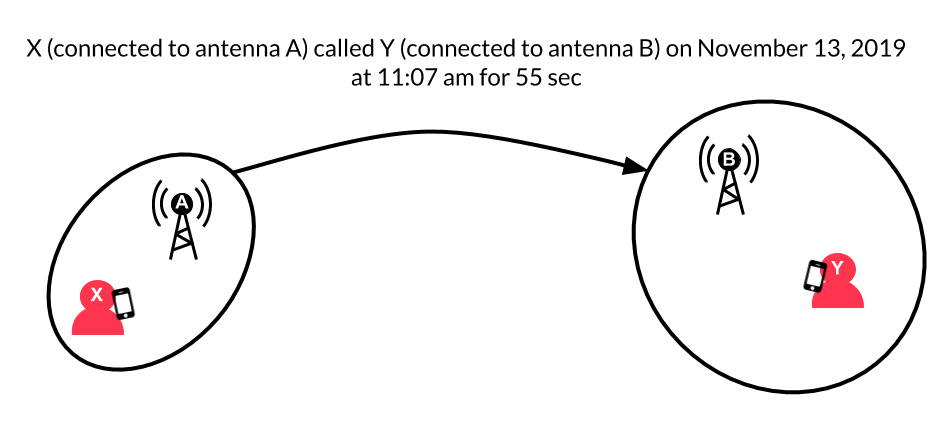 X (connected to antenna A) called Y (connected to antenna B) on November 13, 2019
at 11:07 am for 55 sec
A
B
X
Y